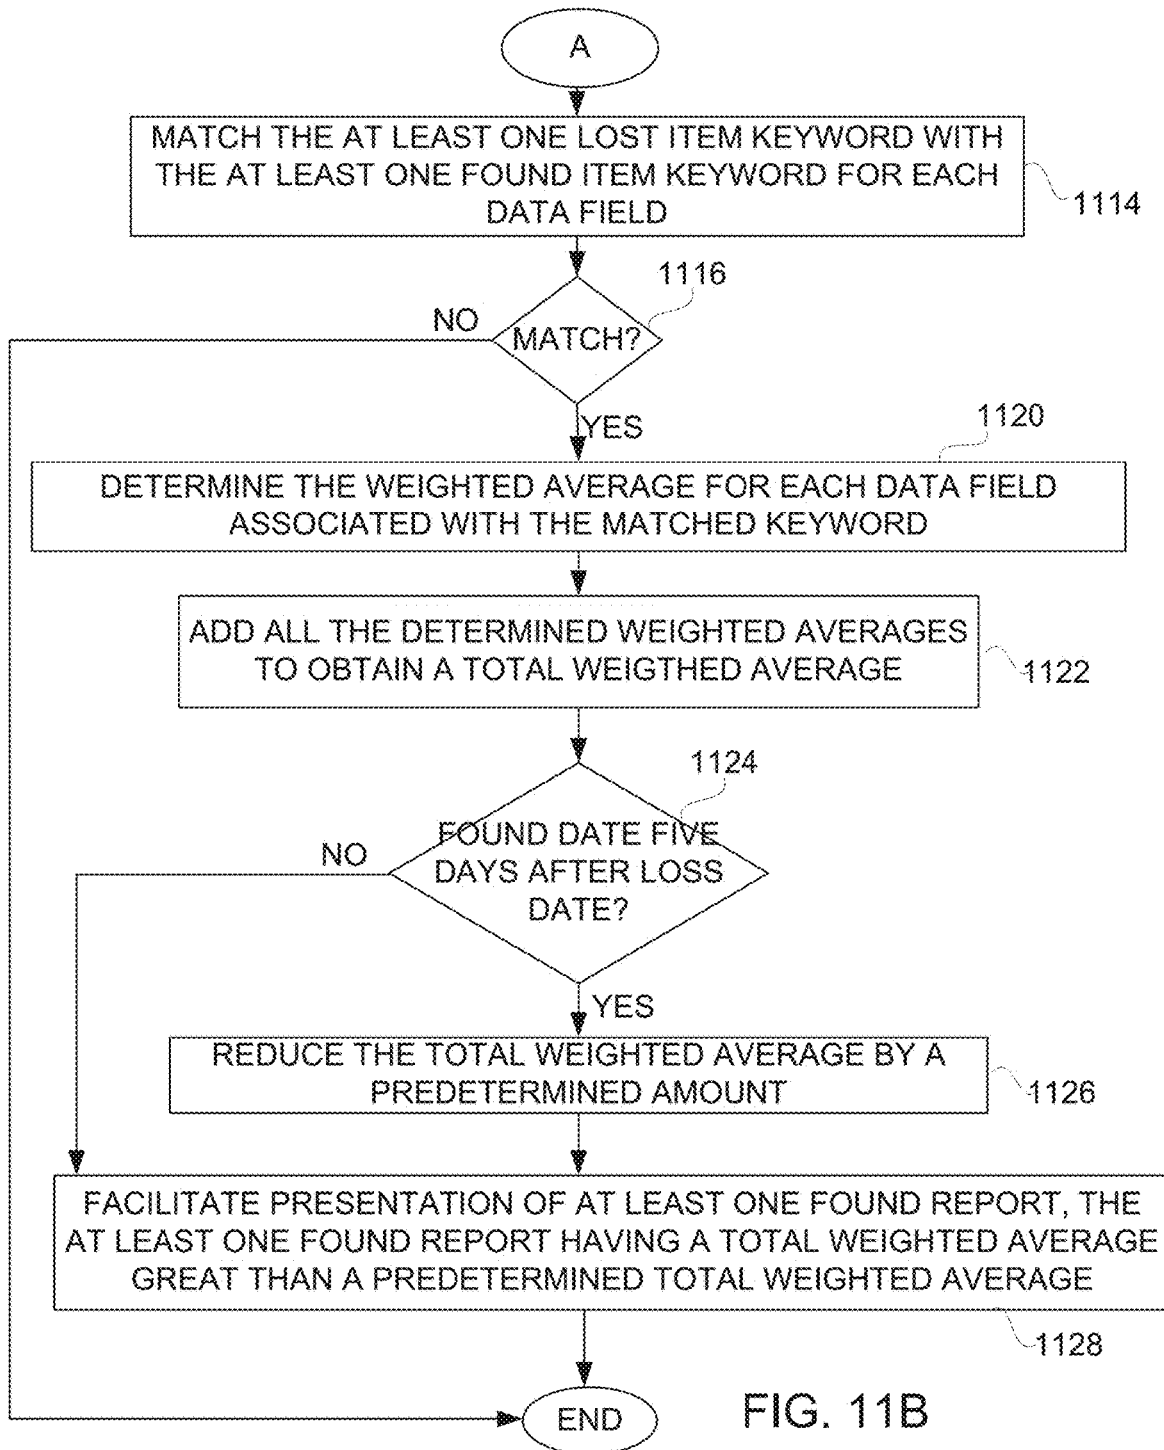 A
MATCH THE AT LEAST ONE LOST ITEM KEYWORD WITH
THE AT LEAST ONE FOUND ITEM KEYWORD FOR EACH
DATA FIELD
1114
1116
NO
MATCH?
YES
1120
DETERMINE THE WEIGHTED AVERAGE FOR EACH DATA FIELD
ASSOCIATED WITH THE MATCHED KEYWORD
ADD ALL THE DETERMINED WEIGHTED AVERAGES
TO OBTAIN A TOTAL WEIGTHED AVERAGE
1122
1124
FOUND DATE FIVE
DAYS AFTER LOSS
DATE?
NO
YES
REDUCE THE TOTAL WEIGHTED AVERAGE BY A
PREDETERMINED AMOUNT
1126
FACILITATE PRESENTATION OF AT LEAST ONE FOUND REPORT, THE
AT LEAST ONE FOUND REPORT HAVING A TOTAL WEIGHTED AVERAGE
GREAT THAN A PREDETERMINED TOTAL WEIGHTED AVERAGE
1128
END
FIG. 11B